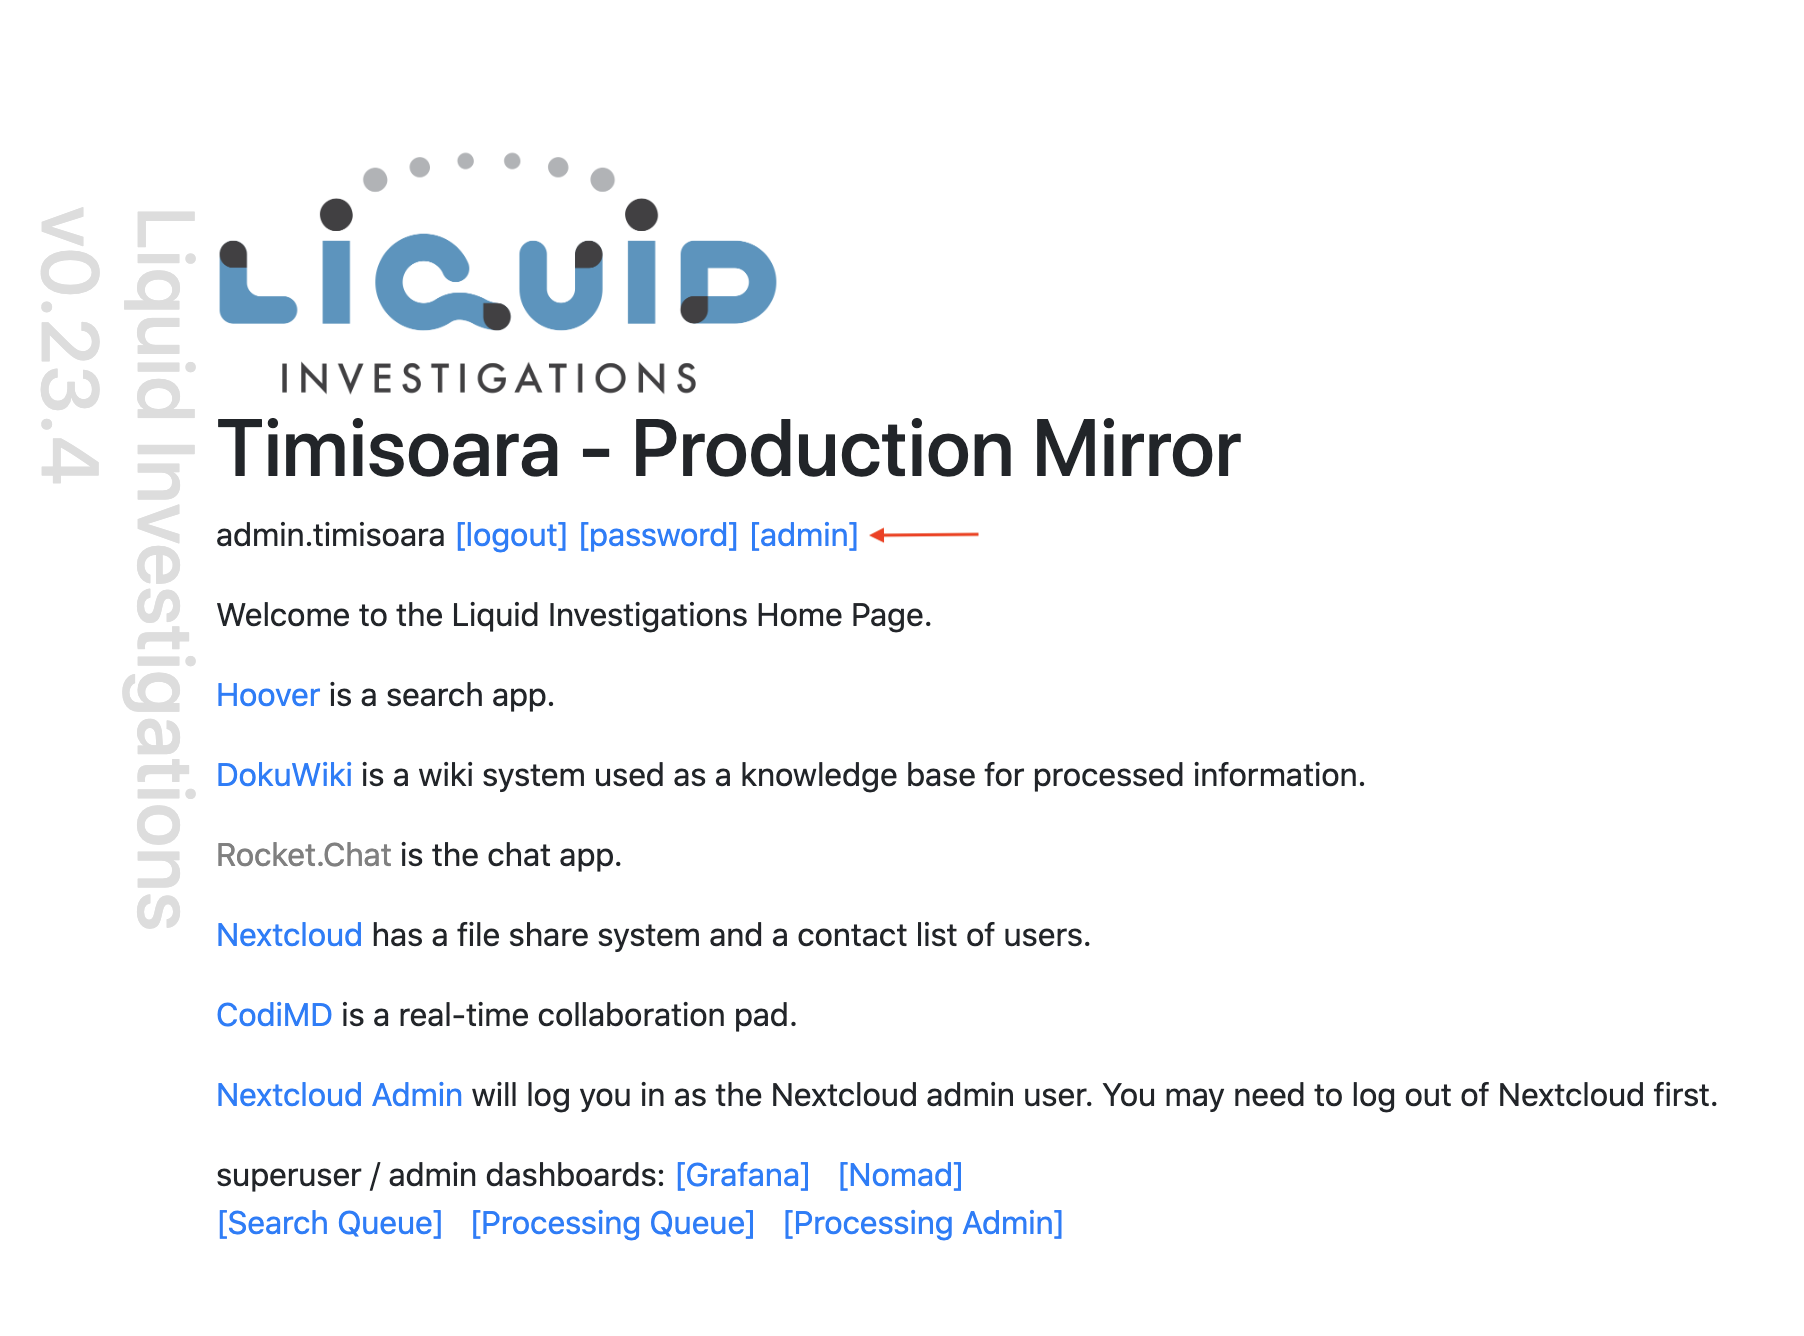 Liquid Investigations
v0.23.4
LIQUID
INVESTIGATIONS
Timisoara - Production Mirror
admin.timisoara [logout] [password] [admin]
Welcome to the Liquid Investigations Home Page.
Hoover is a search app.
DokuWiki is a wiki system used as a knowledge base for processed information.
Rocket.Chat is the chat app.
Nextcloud has a file share system and a contact list of users.
CodiMD is a real-time collaboration pad.
Nextcloud Admin will log you in as the Nextcloud admin user. You may need to log out of Nextcloud first.
superuser / admin dashboards: [Grafana] [Nomad]
[Search Queue] [Processing Queue] [Processing Admin]